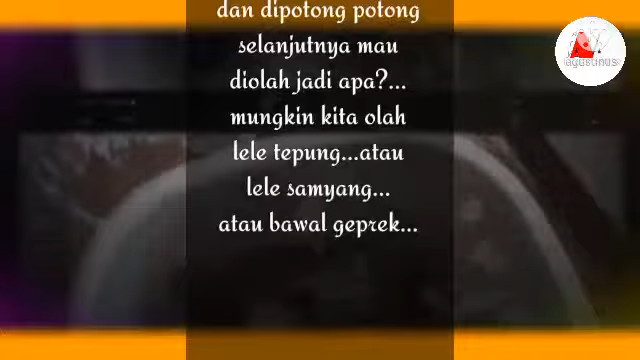 dan dipotong potong
selanjutnya mau
diolah jadi apa?...
mungkin kita olah
lele tepung...atau
lele samyang...
atau bawal geprek...
agustinus